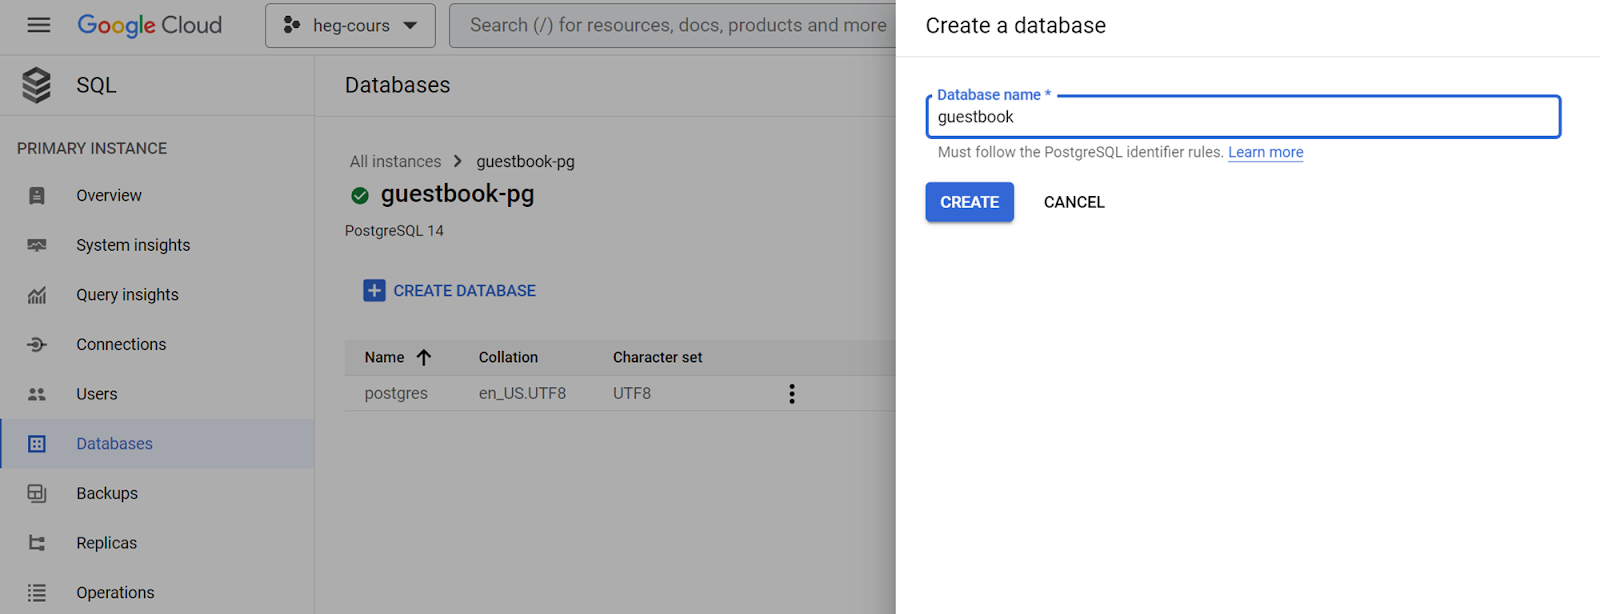 Google Cloud
heg-cours
Search (/) for resources, docs, products and more
SQL
PRIMARY INSTANCE
Overview
System insights
Query insights
Connections
Users
Databases
Backups
Replicas
Operations
Databases
All instances > guestbook-pg
guestbook-pg
PostgreSQL 14
CREATE DATABASE
Name Collation Character set
postgres en_US.UTF8 UTF8
Create a database
Database name *
guestbook
Must follow the PostgreSQL identifier rules. Learn more
CREATE CANCEL